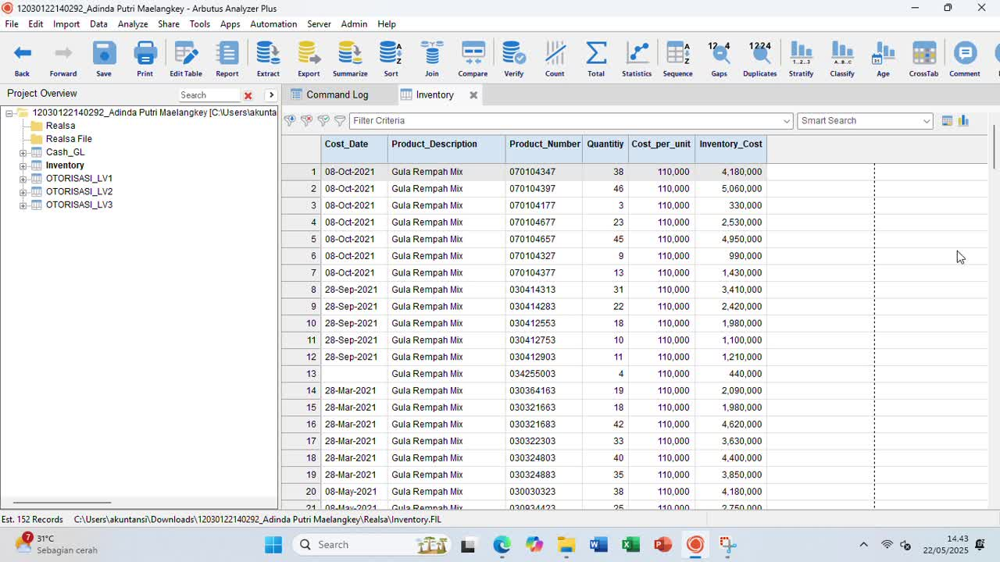 12030122140292_Adinda Putri Maelangkey - Arbutus Analyzer Plus
File Edit Import Data Analyze Share Tools Apps Automation Server Admin Help
Back Forward Save Print Edit Table Report Extract Export Summarize Sort Join Compare Verify Count Total Statistics Sequence Gaps Duplicates Stratify Classify Age CrossTab Comment
Project Overview Search
12030122140292_Adinda Putri Maelangkey [C:\Users\akunta
Realsa
Realsa File
Cash_GL
Inventory
OTORISASI_LV1
OTORISASI_LV2
OTORISASI_LV3
Command Log Inventory
Filter Criteria Smart Search
Cost_Date Product_Description Product_Number Quantitiy Cost_per_unit Inventory_Cost
1 08-Oct-2021 Gula Rempah Mix 070104347 38 110,000 4,180,000
2 08-Oct-2021 Gula Rempah Mix 070104397 46 110,000 5,060,000
3 08-Oct-2021 Gula Rempah Mix 070104177 3 110,000 330,000
4 08-Oct-2021 Gula Rempah Mix 070104677 23 110,000 2,530,000
5 08-Oct-2021 Gula Rempah Mix 070104657 45 110,000 4,950,000
6 08-Oct-2021 Gula Rempah Mix 070104327 9 110,000 990,000
7 08-Oct-2021 Gula Rempah Mix 070104377 13 110,000 1,430,000
8 28-Sep-2021 Gula Rempah Mix 030414313 31 110,000 3,410,000
9 28-Sep-2021 Gula Rempah Mix 030414283 22 110,000 2,420,000
10 28-Sep-2021 Gula Rempah Mix 030412553 18 110,000 1,980,000
11 28-Sep-2021 Gula Rempah Mix 030412753 10 110,000 1,100,000
12 28-Sep-2021 Gula Rempah Mix 030412903 11 110,000 1,210,000
13 Gula Rempah Mix 034255003 4 110,000 440,000
14 28-Mar-2021 Gula Rempah Mix 030364163 19 110,000 2,090,000
15 28-Mar-2021 Gula Rempah Mix 030321663 18 110,000 1,980,000
16 28-Mar-2021 Gula Rempah Mix 030321683 42 110,000 4,620,000
17 28-Mar-2021 Gula Rempah Mix 030322303 33 110,000 3,630,000
18 28-Mar-2021 Gula Rempah Mix 030324803 40 110,000 4,400,000
19 28-Mar-2021 Gula Rempah Mix 030324883 35 110,000 3,850,000
20 08-May-2021 Gula Rempah Mix 030030323 38 110,000 4,180,000
21 08-May-2021 Gula Rempah Mix 030934423 25 110,000 2,750,000
Est. 152 Records C:\Users\akuntansi\Downloads\12030122140292_Adinda Putri Maelangkey\Realsa\Inventory.FIL
7 31°C
Sebagian cerah
Search
14.43
22/05/2025